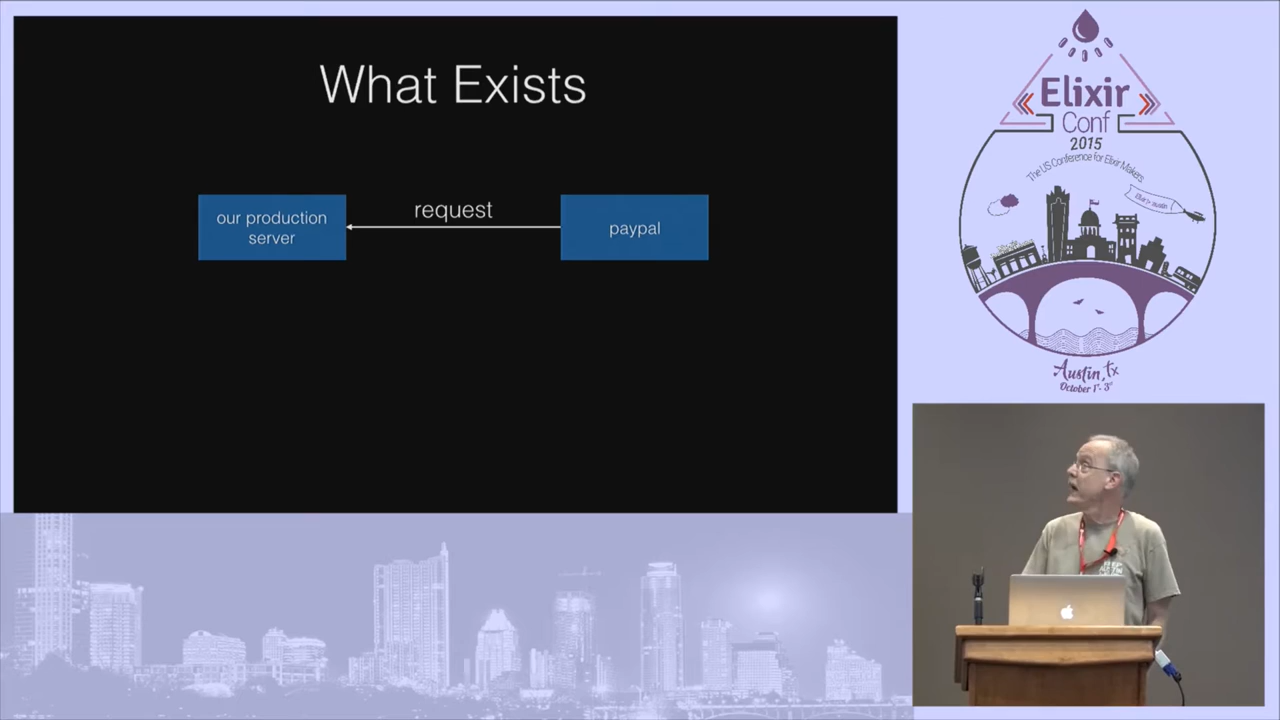 What Exists
our production
server
request
paypal
Elixir
Conf
2015
The US Conference for Elixir Makers
Austin, TX
October 1st - 3rd